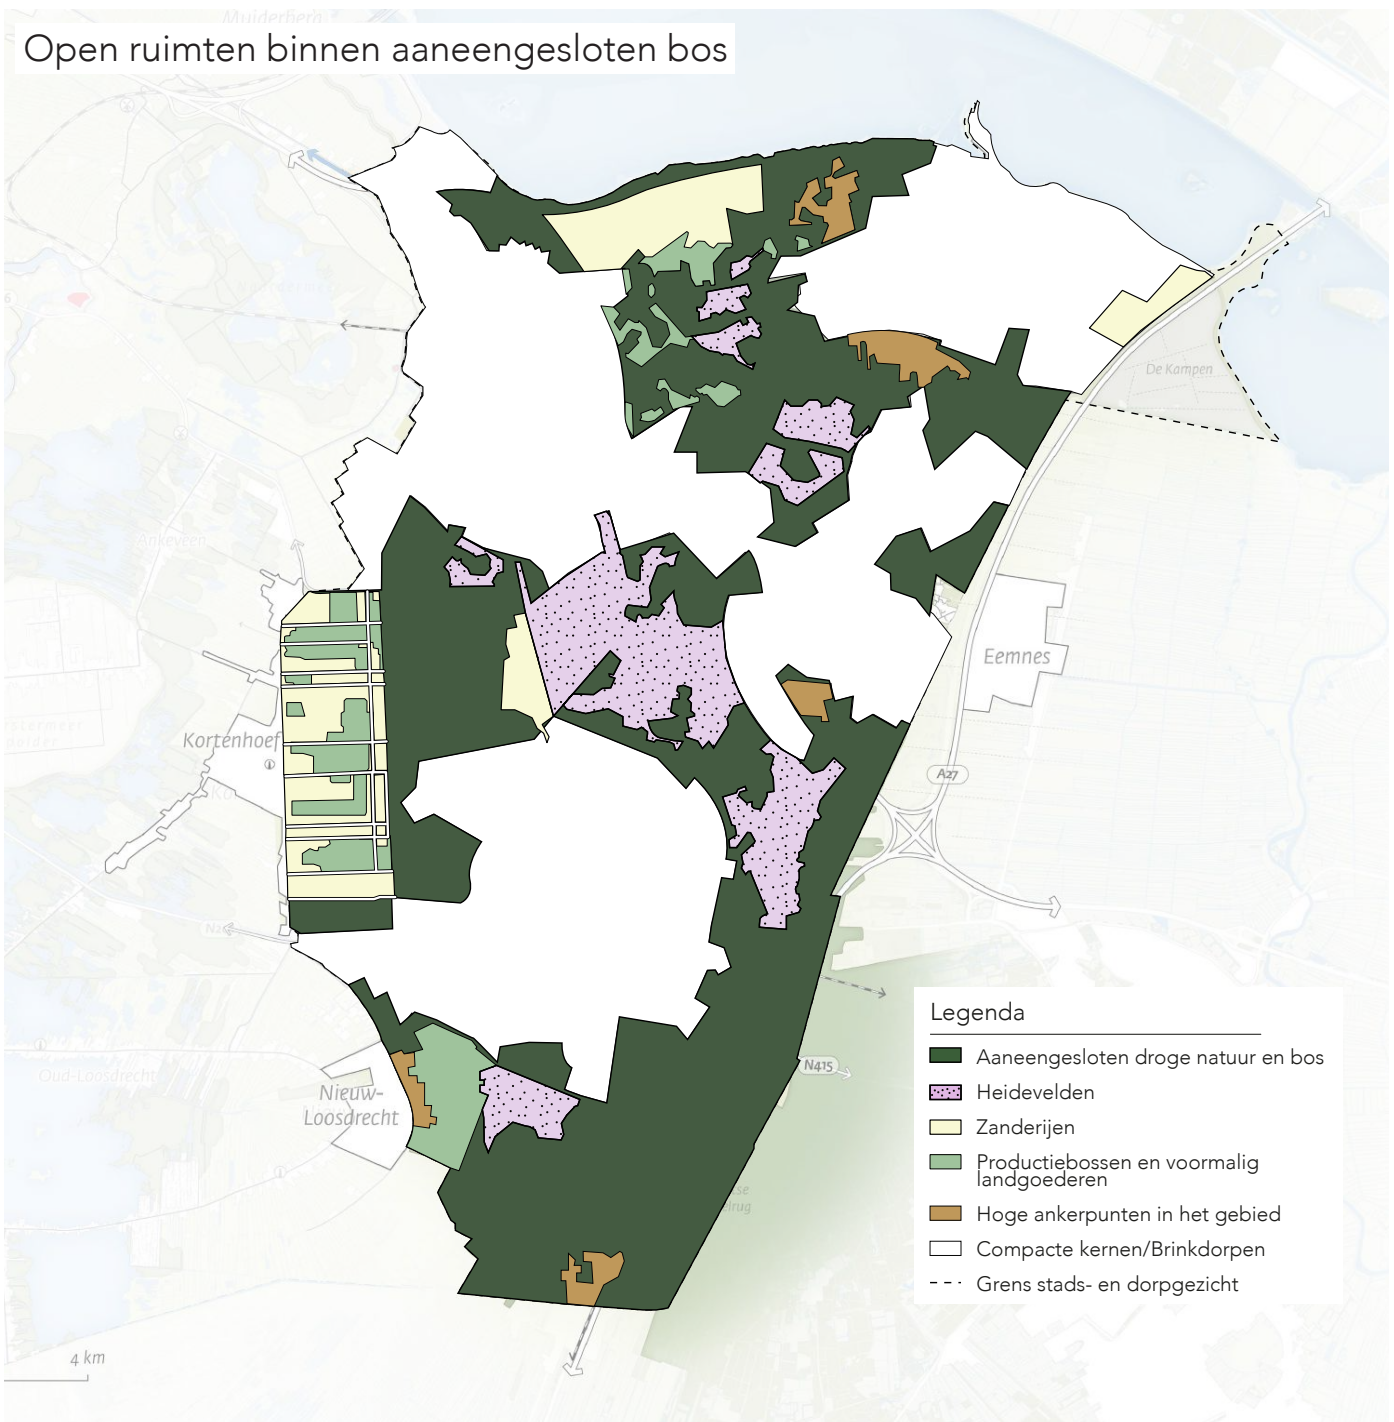 Muiderberg
Open ruimten binnen aaneengesloten bos
De Kampen
Ankeveen
Eemnes
Kortenhoef
A27
Oud-Loosdrecht
Nieuw-
Loosdrecht
N415
Legenda
Aaneengesloten droge natuur en bos
Heidevelden
Zanderijen
Productiebossen en voormalig
landgoederen
Hoge ankerpunten in het gebied
Compacte kernen/Brinkdorpen
Grens stads- en dorpgezicht
4 km